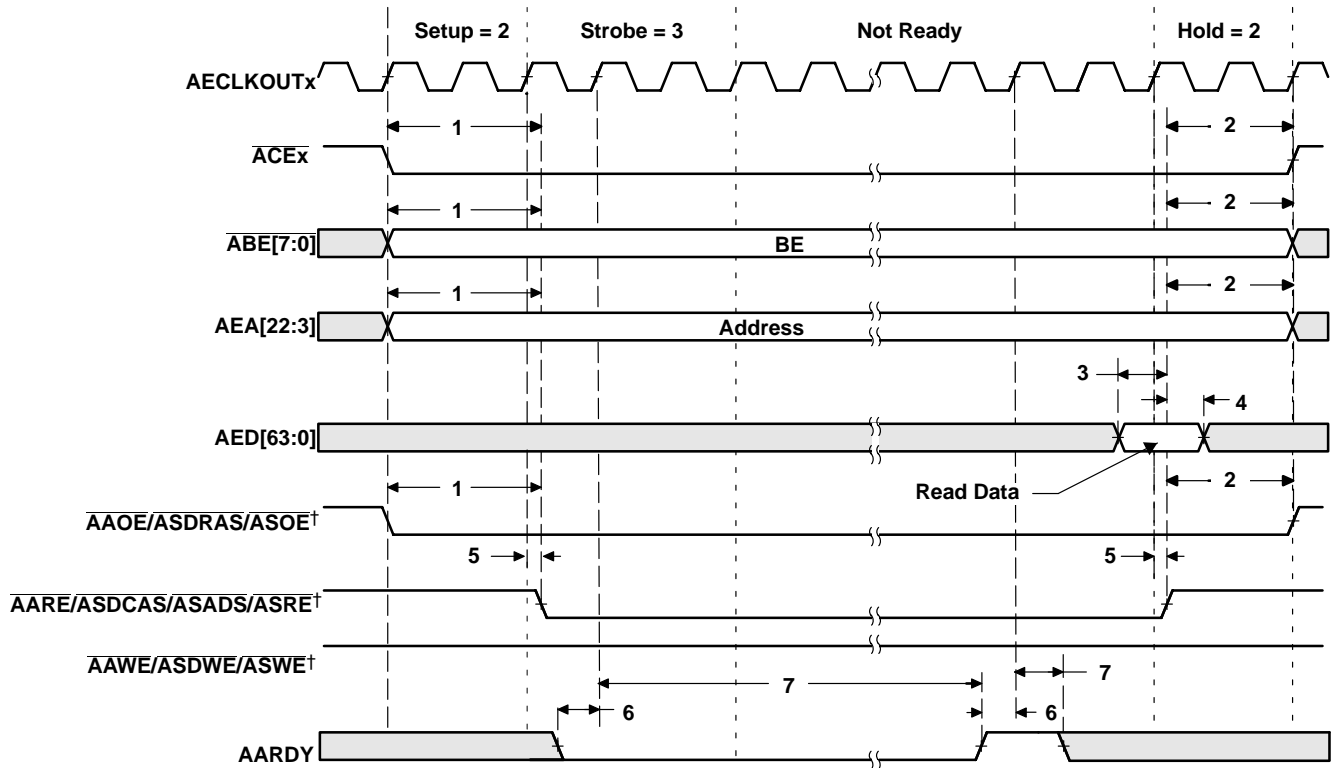 Setup = 2 Strobe = 3 Not Ready Hold = 2
AECLKOUTx
1 2
ACEx
1 2
ABE[7:0] BE
1 2
AEA[22:3] Address
3
4
AED[63:0]
1 Read Data 2
AAOE/ASDRAS/ASOE†
5 5
AARE/ASDCAS/ASADS/ASRE†
AAWE/ASDWE/ASWE†
7 7
6 6
AARDY